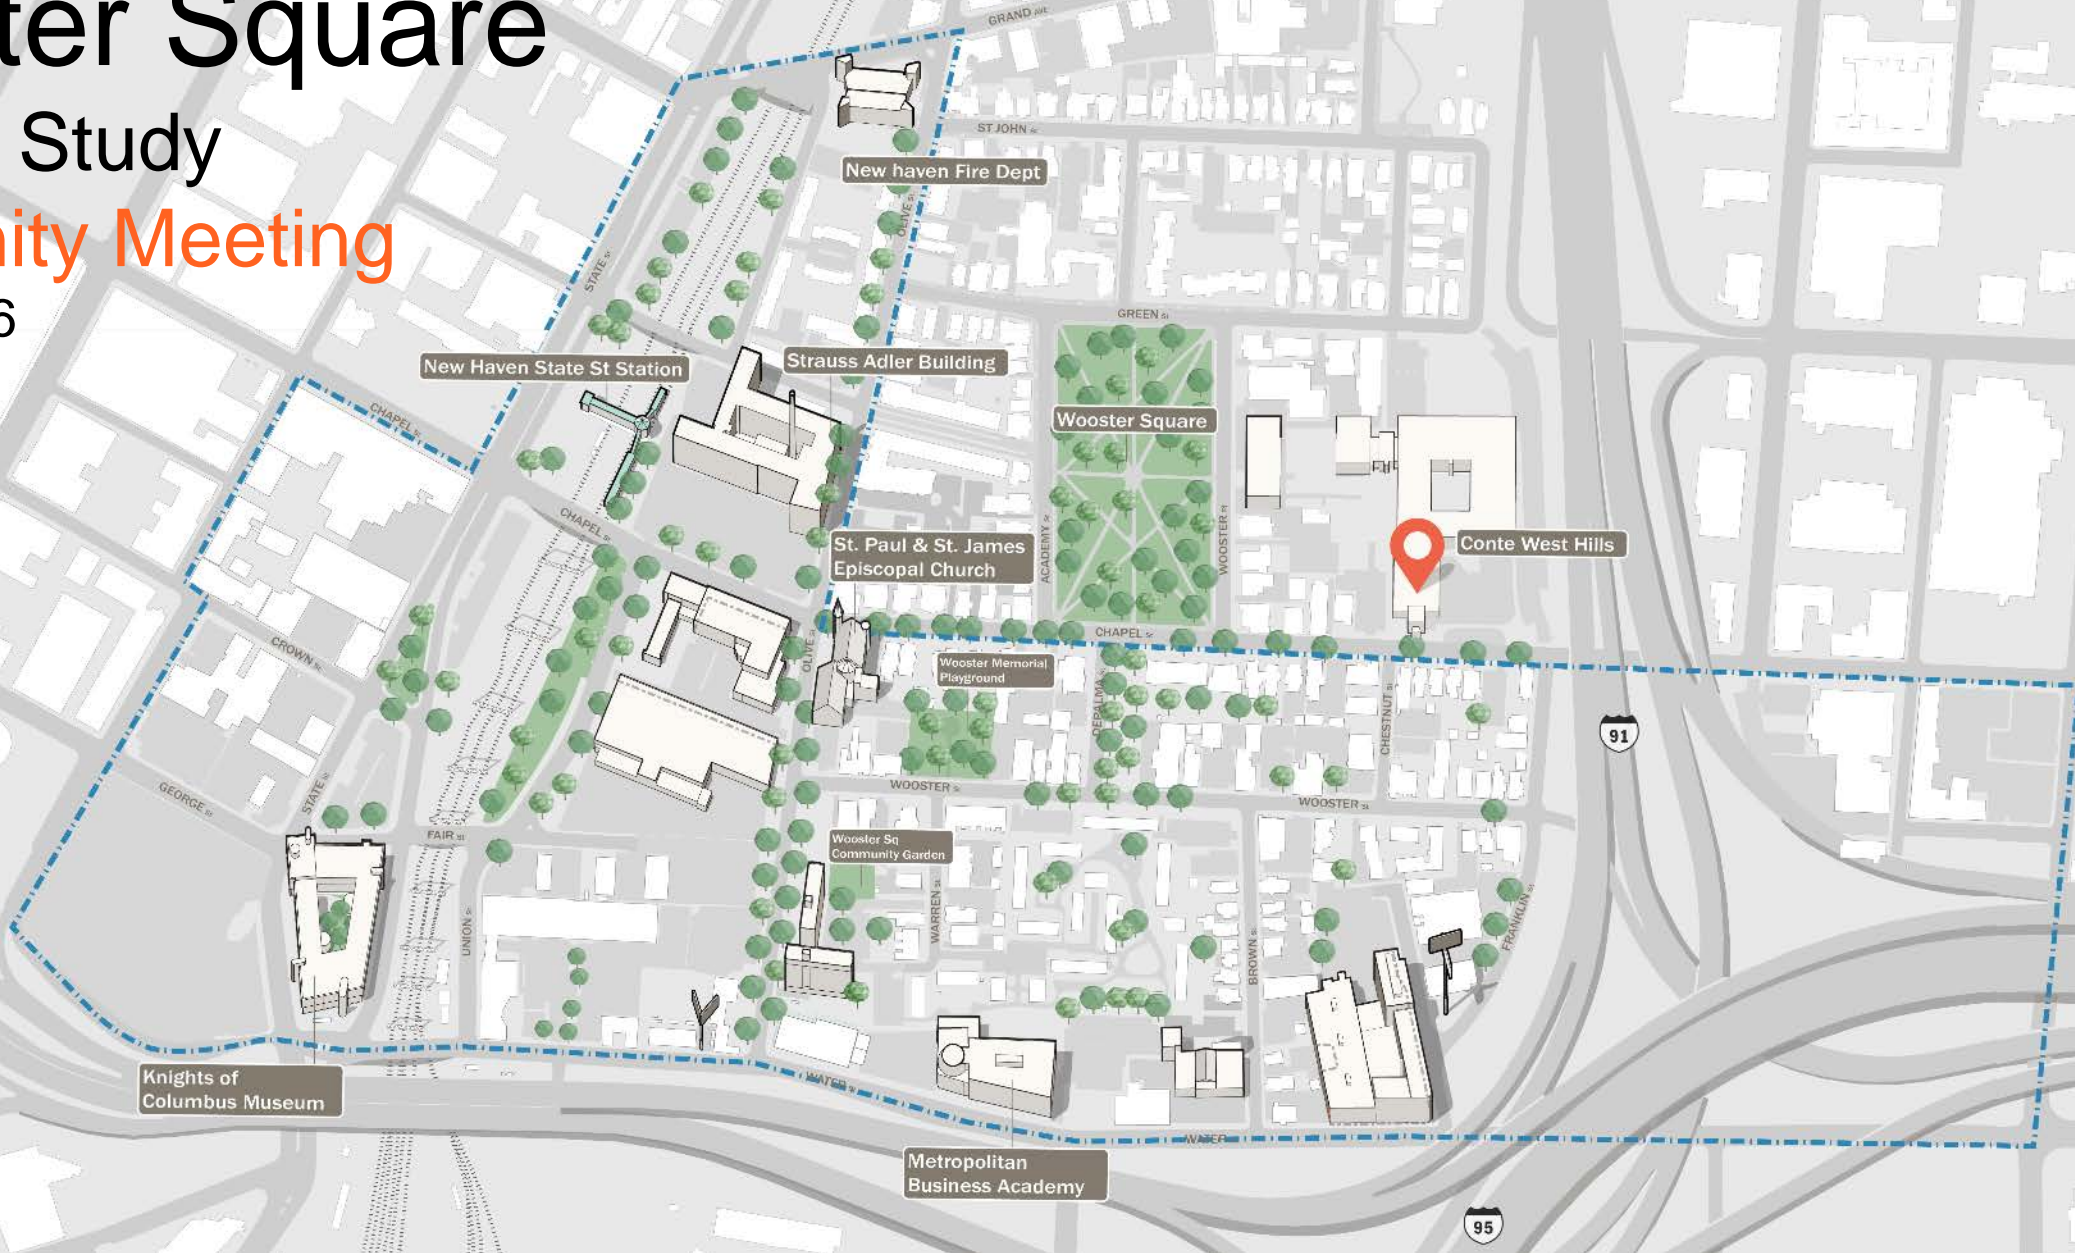 ter Square
Study
nity Meeting
6
GRAND AVE
ST JOHN St
New haven Fire Dept
OLIVE St
STATE St
GREEN St
New Haven State St Station
Strauss Adler Building
CHAPEL St
Wooster Square
CHAPEL St
St. Paul & St. James
Episcopal Church
ACADEMY St
WOOSTER St
Conte West Hills
CHAPEL St
OLIVE St
CROWN St
Wooster Memorial
Playground
DEPALMA
CHESTNUT St
91
GEORGE St
STATE St
WOOSTER St
WOOSTER St
FAIR St
Wooster Sq
Community Garden
UNION St
WARREN St
BROWN St
FRANKLIN St
Knights of
Columbus Museum
WATER St
WATER
Metropolitan
Business Academy
95